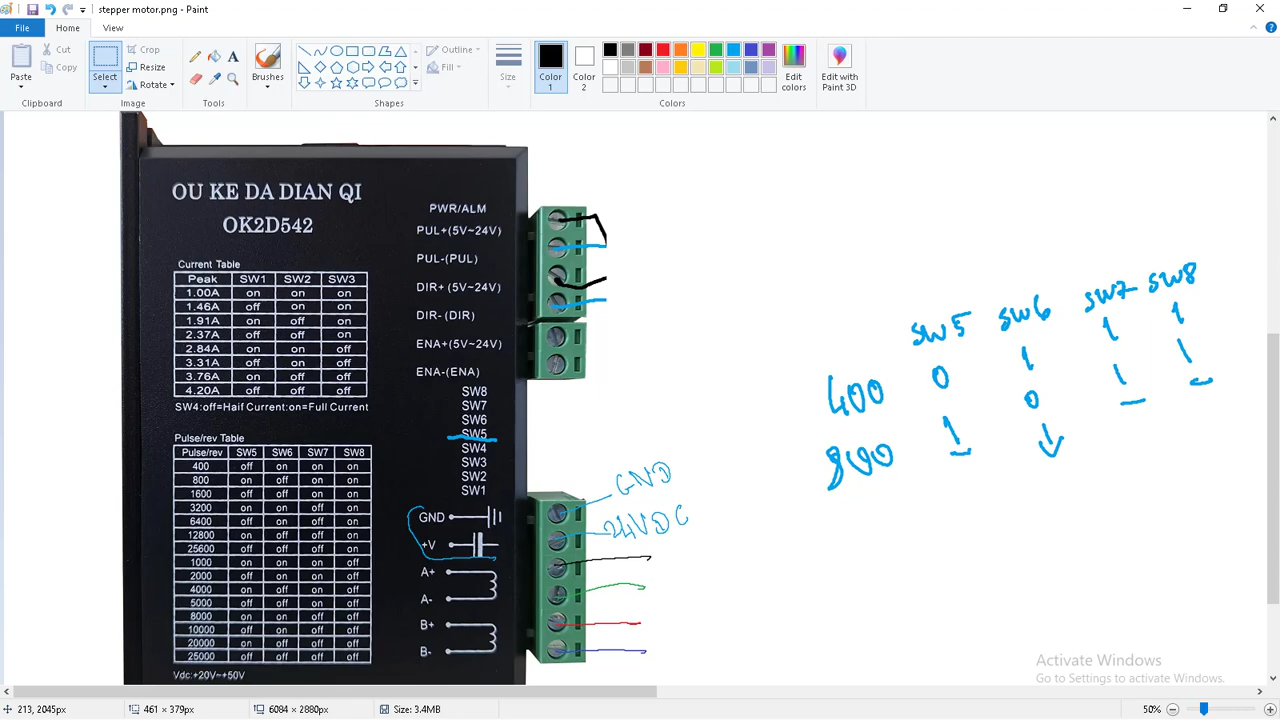 stepper motor.png - Paint
File
Home
View
Paste
Cut
Copy
Clipboard
Select
Crop
Resize
Rotate
Image
Tools
Brushes
Outline
Fill
Shapes
Size
Color
1
Color
2
Edit
colors
Edit with
Paint 3D
Colors
OU KE DA DIAN QI
OK2D542
Current Table
Peak SW1 SW2 SW3
1.00A on on on
1.46A off on on
1.91A on off on
2.37A off off on
2.84A on on off
3.31A off on off
3.76A on off off
4.20A off off off
SW4:off=Haif Current:on=Full Current
Pulse/rev Table
Pulse/rev SW5 SW6 SW7 SW8
400 off on on on
800 on off on on
1600 off off on on
3200 on on off on
6400 off on off on
12800 on off off on
25600 off off off on
1000 on on on off
2000 off on on off
4000 on off on off
5000 off off on off
8000 on on off off
10000 off on off off
20000 on off off off
25000 off off off off
Vdc:+20V~+50V
PWR/ALM
PUL+(5V~24V)
PUL-(PUL)
DIR+(5V~24V)
DIR-(DIR)
ENA+(5V~24V)
ENA-(ENA)
SW8
SW7
SW6
SW5
SW4
SW3
SW2
SW1
GND
+V
A+
A-
B+
B-
GND
24VDC
SW5 SW6 SW7 SW8
400 0 1 1 1
800 1 0 1 1
Activate Windows
Go to Settings to activate Windows.
213, 2045px
461 × 379px
6084 × 2880px
Size: 3.4MB
50%